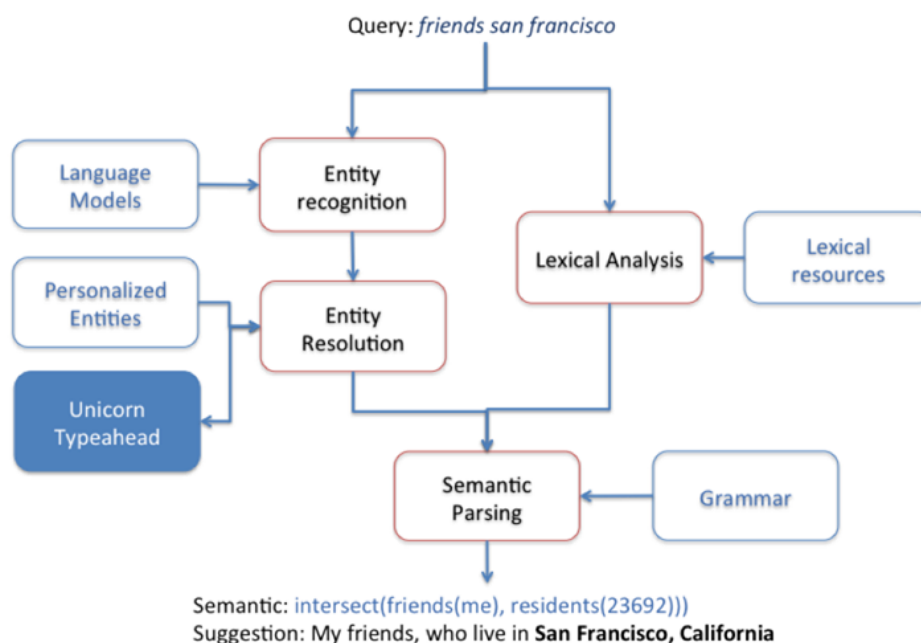 Query: friends san francisco
Language
Models
Entity
recognition
Personalized
Entities
Entity
Resolution
Lexical Analysis
Lexical
resources
Unicorn
Typeahead
Semantic
Parsing
Grammar
Semantic: intersect(friends(me), residents(23692)))
Suggestion: My friends, who live in San Francisco, California